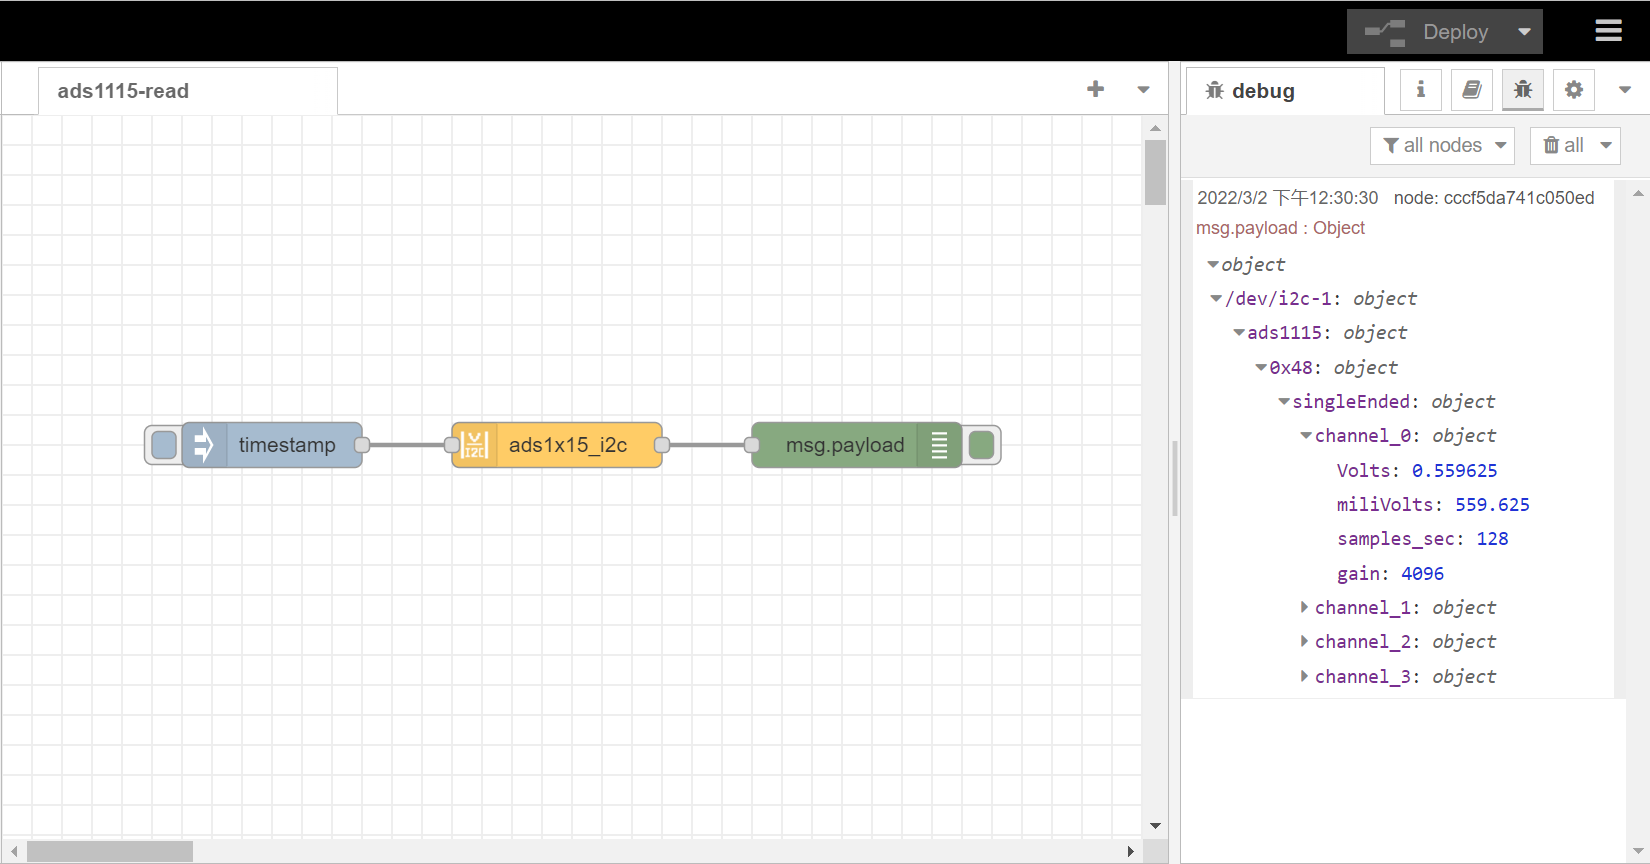 Deploy
ads1115-read
debug
all nodes
all
2022/3/2 下午12:30:30 node: cccf5da741c050ed
msg.payload : Object
object
/dev/i2c-1: object
ads1115: object
0x48: object
singleEnded: object
channel_0: object
Volts: 0.559625
miliVolts: 559.625
samples_sec: 128
gain: 4096
channel_1: object
channel_2: object
channel_3: object
timestamp
I2C
ads1x15_i2c
msg.payload